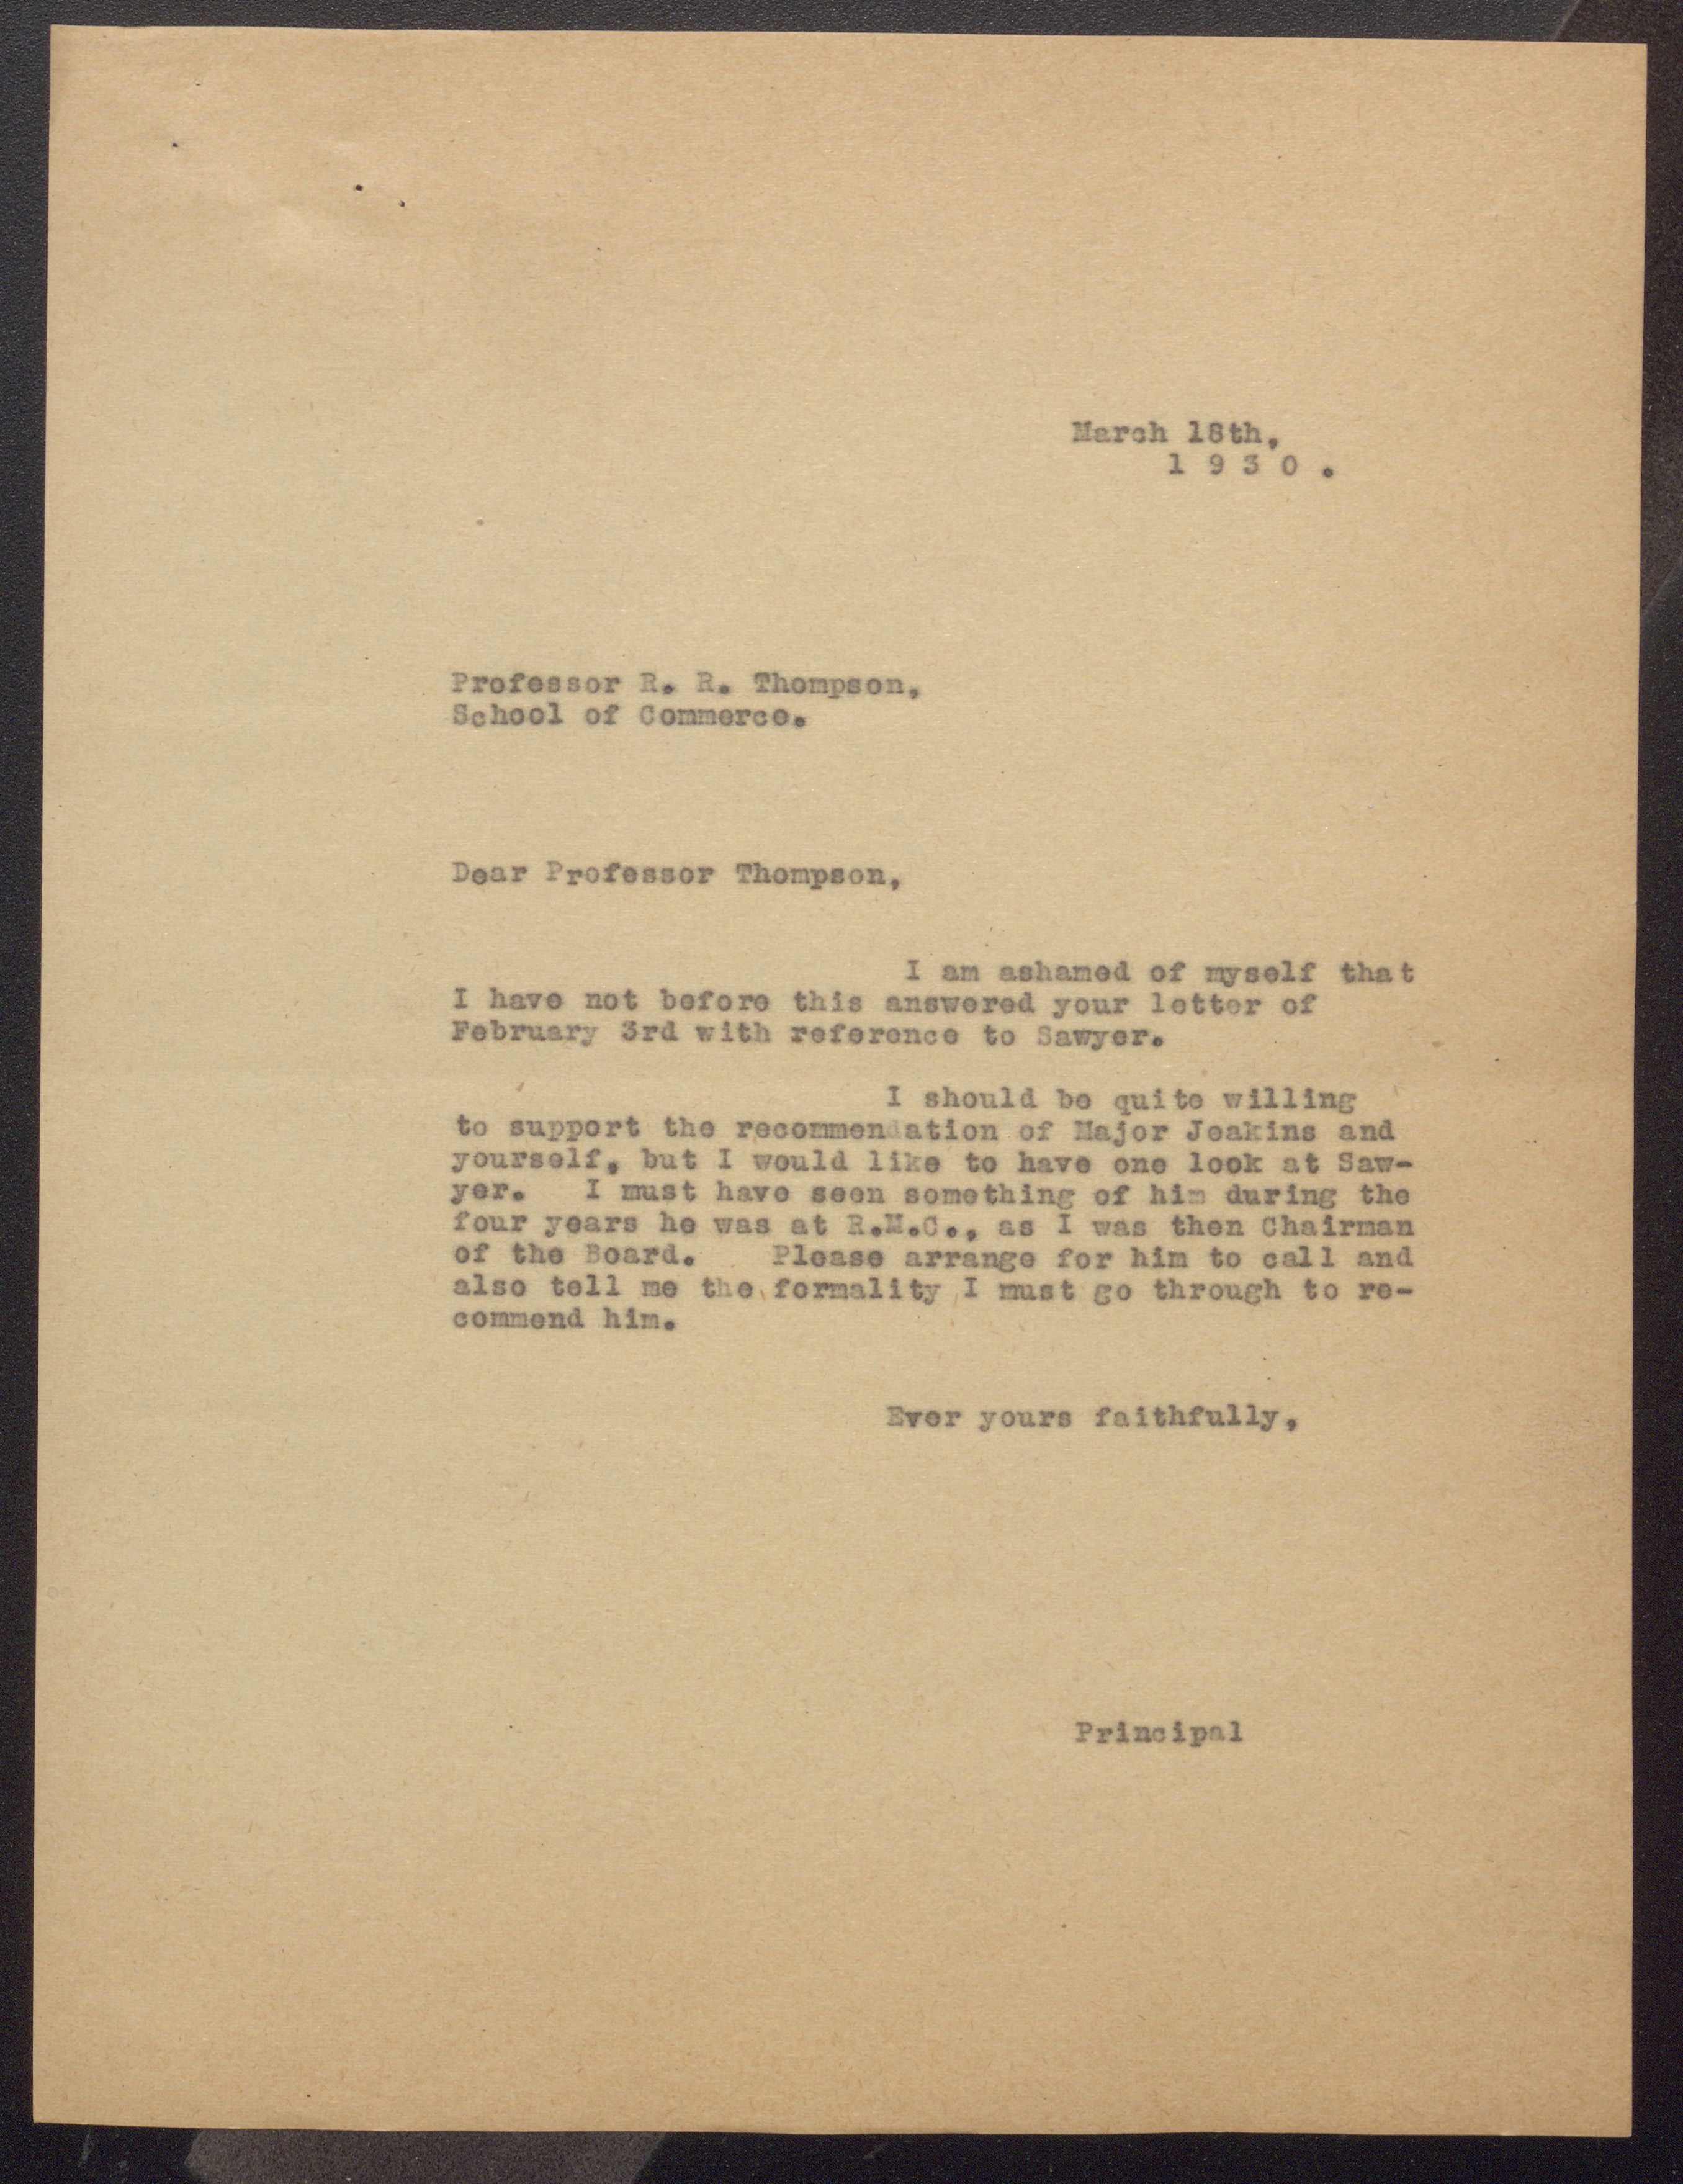 March 18th,
1 9 3 0 .
Professor R. R. Thompson,
School of Commerce.
Dear Professor Thompson,
I am ashamed of myself that
I have not before this answered your letter of
February 3rd with reference to Sawyer.
I should be quite willing
to support the recommendation of Major Jeakins and
yourself, but I would like to have one look at Saw-
yer. I must have seen something of him during the
four years he was at R.M.C., as I was then Chairman
of the Board. Please arrange for him to call and
also tell me the formality I must go through to re-
commend him.
Ever yours faithfully,
Principal